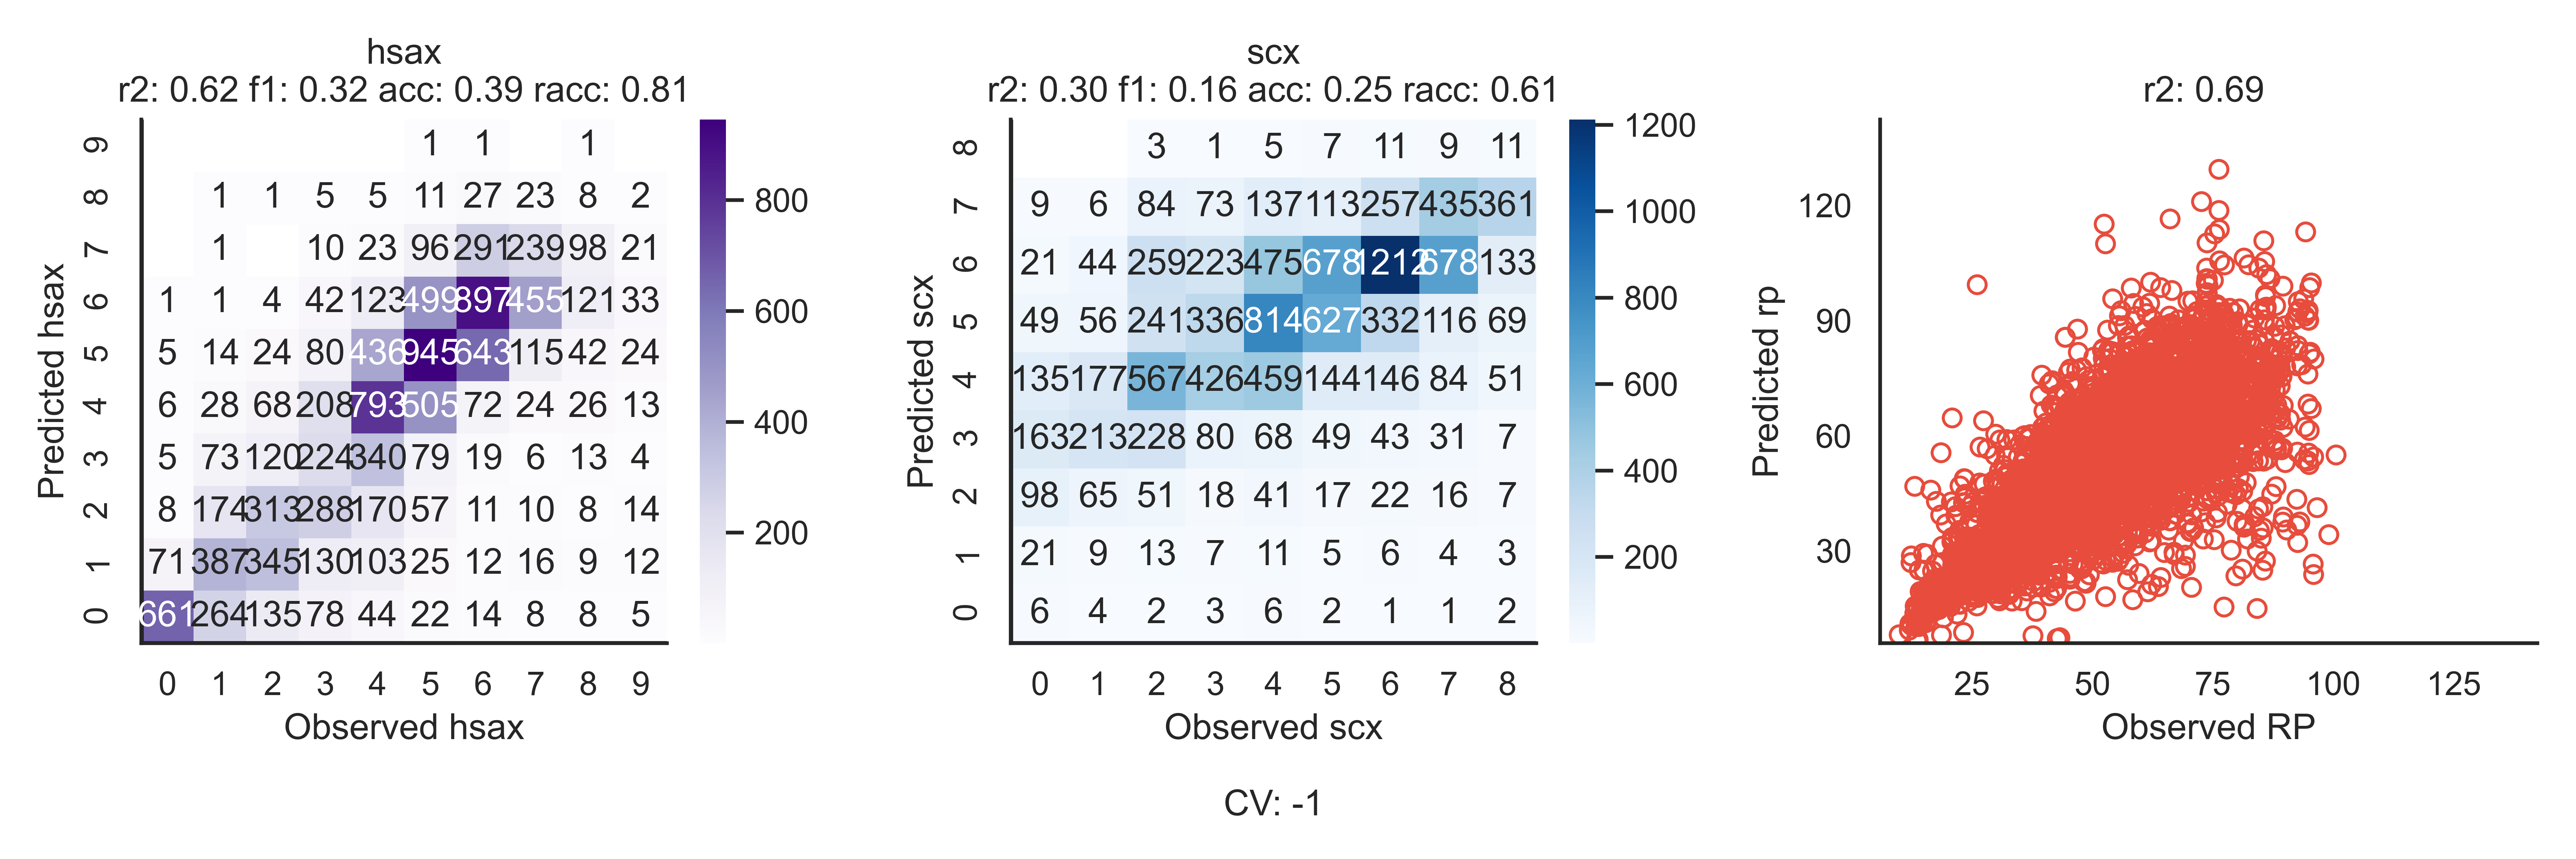 hsax
r2: 0.62 f1: 0.32 acc: 0.39 racc: 0.81
9 1 1 1
8 1 1 5 5 11 27 23 8 2
7 1 10 23 96 291 239 98 21
6 1 1 4 42 123 499 897 455 121 33
5 5 14 24 80 436 945 643 115 42 24
4 6 28 68 208 793 505 72 24 26 13
3 5 73 120 224 340 79 19 6 13 4
2 8 174 313 288 170 57 11 10 8 14
1 71 387 345 130 103 25 12 16 9 12
0 661 264 135 78 44 22 14 8 8 5
0 1 2 3 4 5 6 7 8 9
Predicted hsax
Observed hsax
800
600
400
200
scx
r2: 0.30 f1: 0.16 acc: 0.25 racc: 0.61
8 3 1 5 7 11 9 11
7 9 6 84 73 137 113 257 435 361
6 21 44 259 223 475 678 1212 678 133
5 49 56 241 336 814 627 332 116 69
4 135 177 567 426 459 144 146 84 51
3 163 213 228 80 68 49 43 31 7
2 98 65 51 18 41 17 22 16 7
1 21 9 13 7 11 5 6 4 3
0 6 4 2 3 6 2 1 1 2
0 1 2 3 4 5 6 7 8
Predicted scx
Observed scx
1200
1000
800
600
400
200
r2: 0.69
120
90
60
30
25 50 75 100 125
Predicted rp
Observed RP
CV: -1